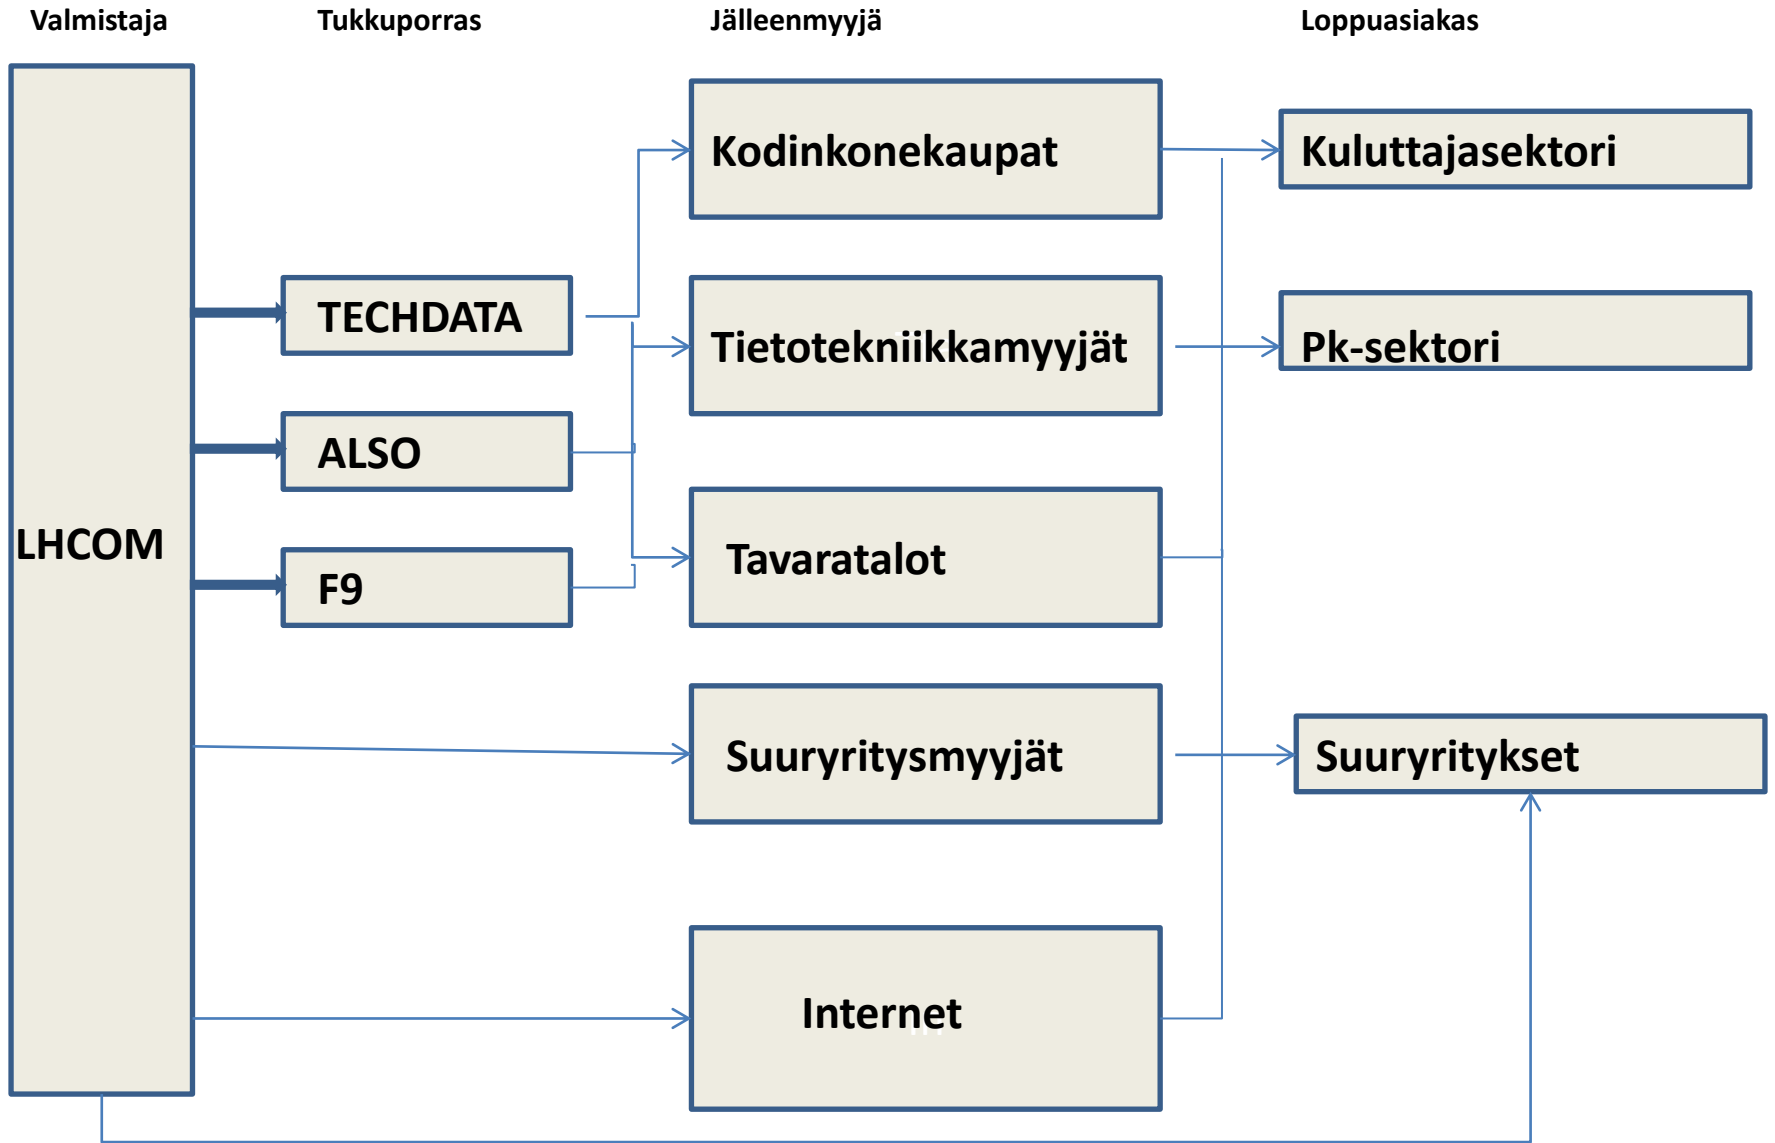 Valmistaja
Tukkuporras
Jälleenmyyjä
Loppuasiakas
Kodinkonekaupat
Kuluttajasektori
TECHDATA
Tietotekniikkamyyjät
Pk-sektori
ALSO
LHCOM
Tavaratalot
F9
Suuryritysmyyjät
Suuryritykset
Internet